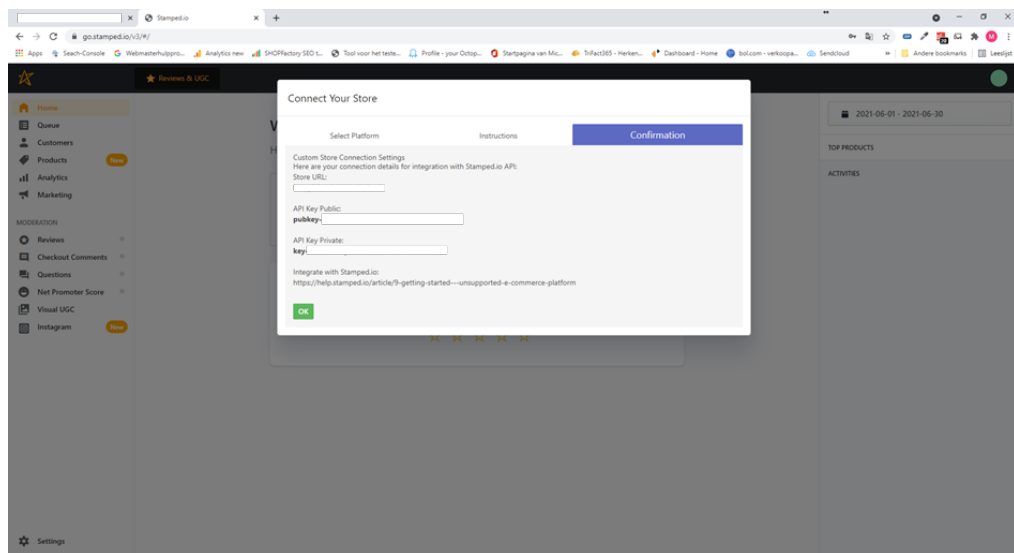 Stamped.io
go.stamped.io/v3/#/
Apps
Seach-Console
Webmasterhulppro...
Analytics new
SHOPFactory SEO t...
Tool voor het teste...
Profile - your Octop...
Startpagina van Mic...
TriFact365 - Herken...
Dashboard - Home
bol.com - verkoopa...
Sendcloud
»
Andere bookmarks
Leeslijst
Reviews & UGC
Home
Queue
Customers
Products
New
Analytics
Marketing
MODERATION
Reviews
Checkout Comments
Questions
Net Promoter Score
Visual UGC
Instagram
New
Settings
Connect Your Store
Select Platform
Instructions
Confirmation
Custom Store Connection Settings
Here are your connection details for integration with Stamped.io API:
Store URL:
API Key Public:
pubkey-
API Key Private:
key-
Integrate with Stamped.io:
https://help.stamped.io/article/9-getting-started---unsupported-e-commerce-platform
OK
2021-06-01 - 2021-06-30
TOP PRODUCTS
ACTIVITIES